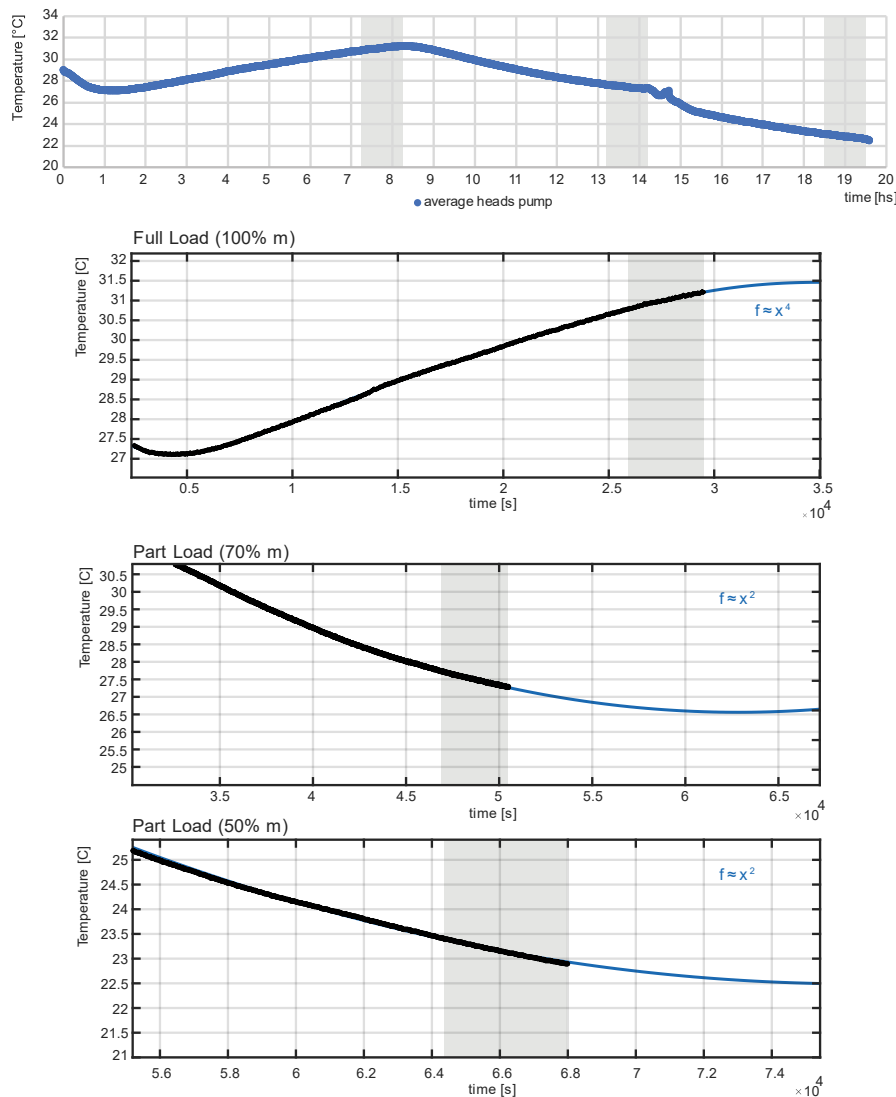 Temperature [°C]
34
32
30
28
26
24
22
20
0 1 2 3 4 5 6 7 8 9 10 11 12 13 14 15 16 17 18 19 20
average heads pump
time [hs]
Full Load (100% m)
Temperature [C]
32
31.5
31
30.5
30
29.5
29
28.5
28
27.5
27
f ≈ x⁴
0.5 1 1.5 2 2.5 3 3.5
time [s]
×10⁴
Part Load (70% m)
Temperature [C]
30.5
30
29.5
29
28.5
28
27.5
27
26.5
26
25.5
25
f ≈ x²
3.5 4 4.5 5 5.5 6 6.5
time [s]
×10⁴
Part Load (50% m)
Temperature [C]
25
24.5
24
23.5
23
22.5
22
21.5
21
f ≈ x²
5.6 5.8 6 6.2 6.4 6.6 6.8 7 7.2 7.4
time [s]
×10⁴